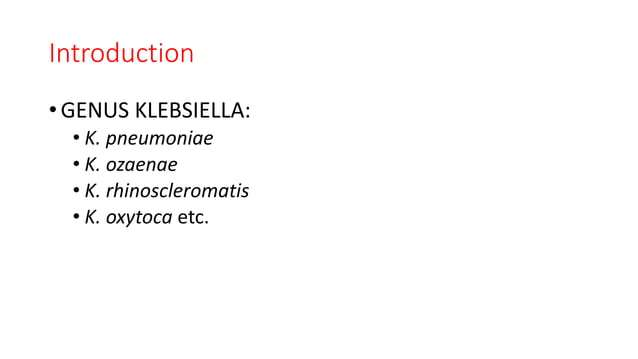 Introduction
• GENUS KLEBSIELLA:
• K. pneumoniae
• K. ozaenae
• K. rhinoscleromatis
• K. oxytoca etc.